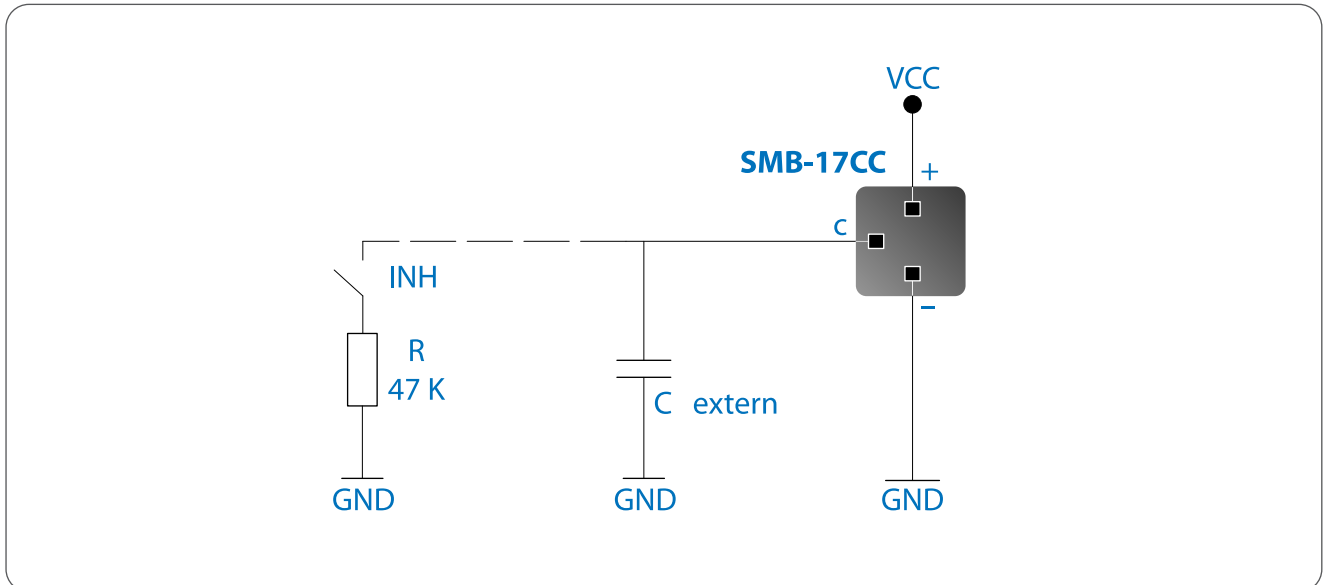 VCC
SMB-17CC
+
C
INH
–
R
47 K
C extern
GND
GND
GND